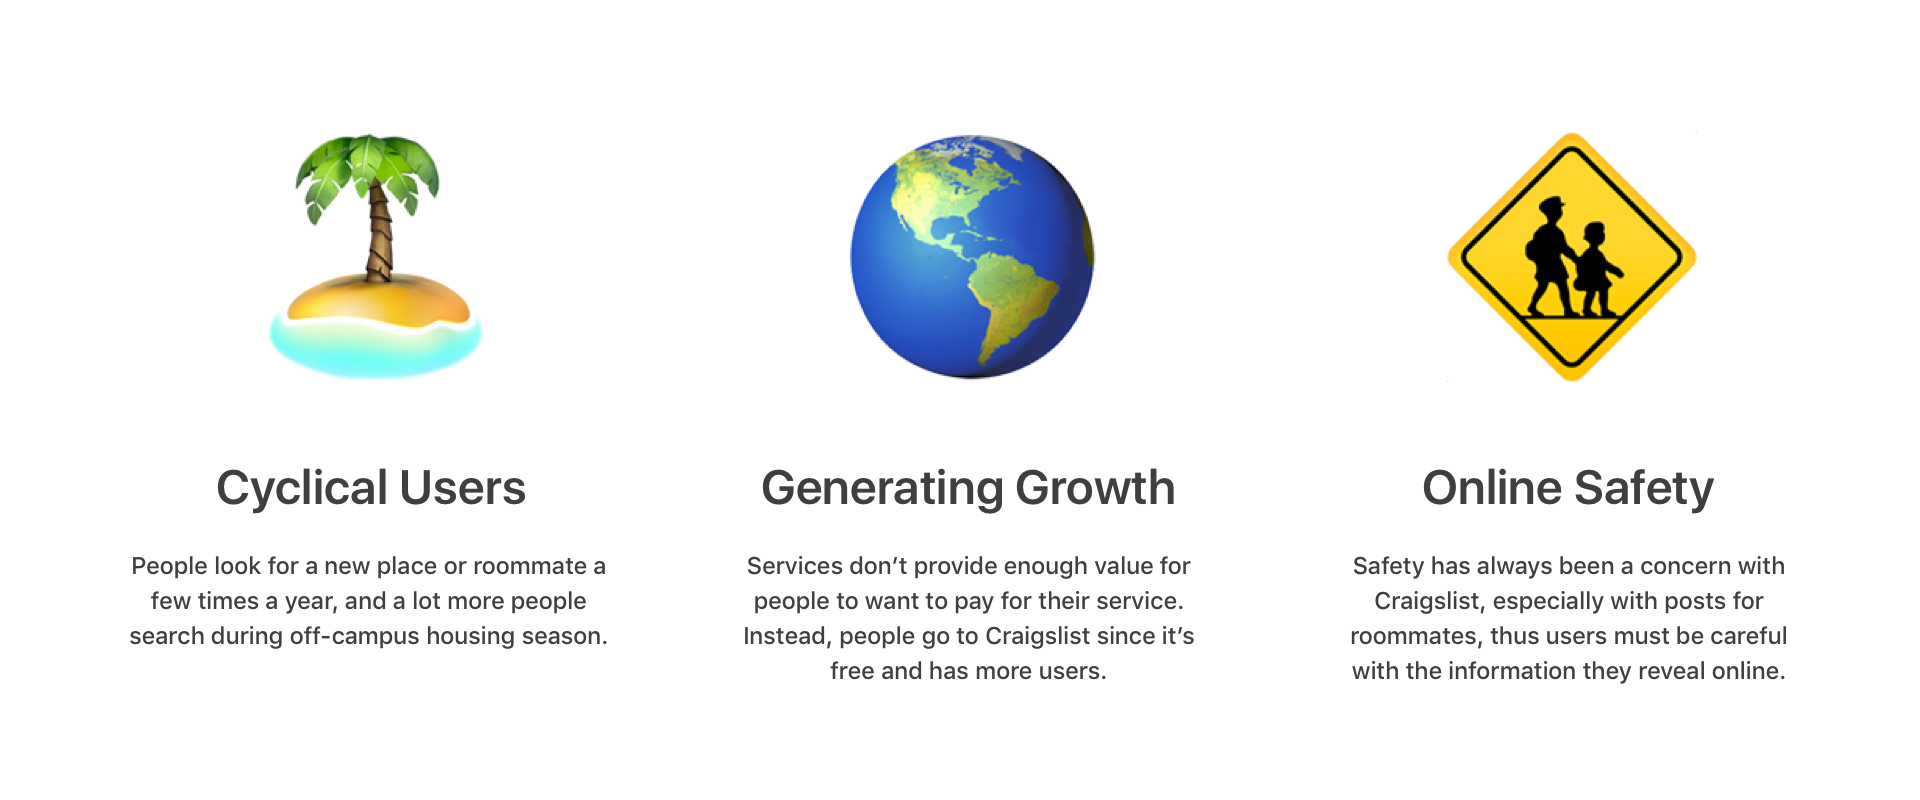 Cyclical Users
People look for a new place or roommate a
few times a year, and a lot more people
search during off-campus housing season.
Generating Growth
Services don’t provide enough value for
people to want to pay for their service.
Instead, people go to Craigslist since it’s
free and has more users.
Online Safety
Safety has always been a concern with
Craigslist, especially with posts for
roommates, thus users must be careful
with the information they reveal online.